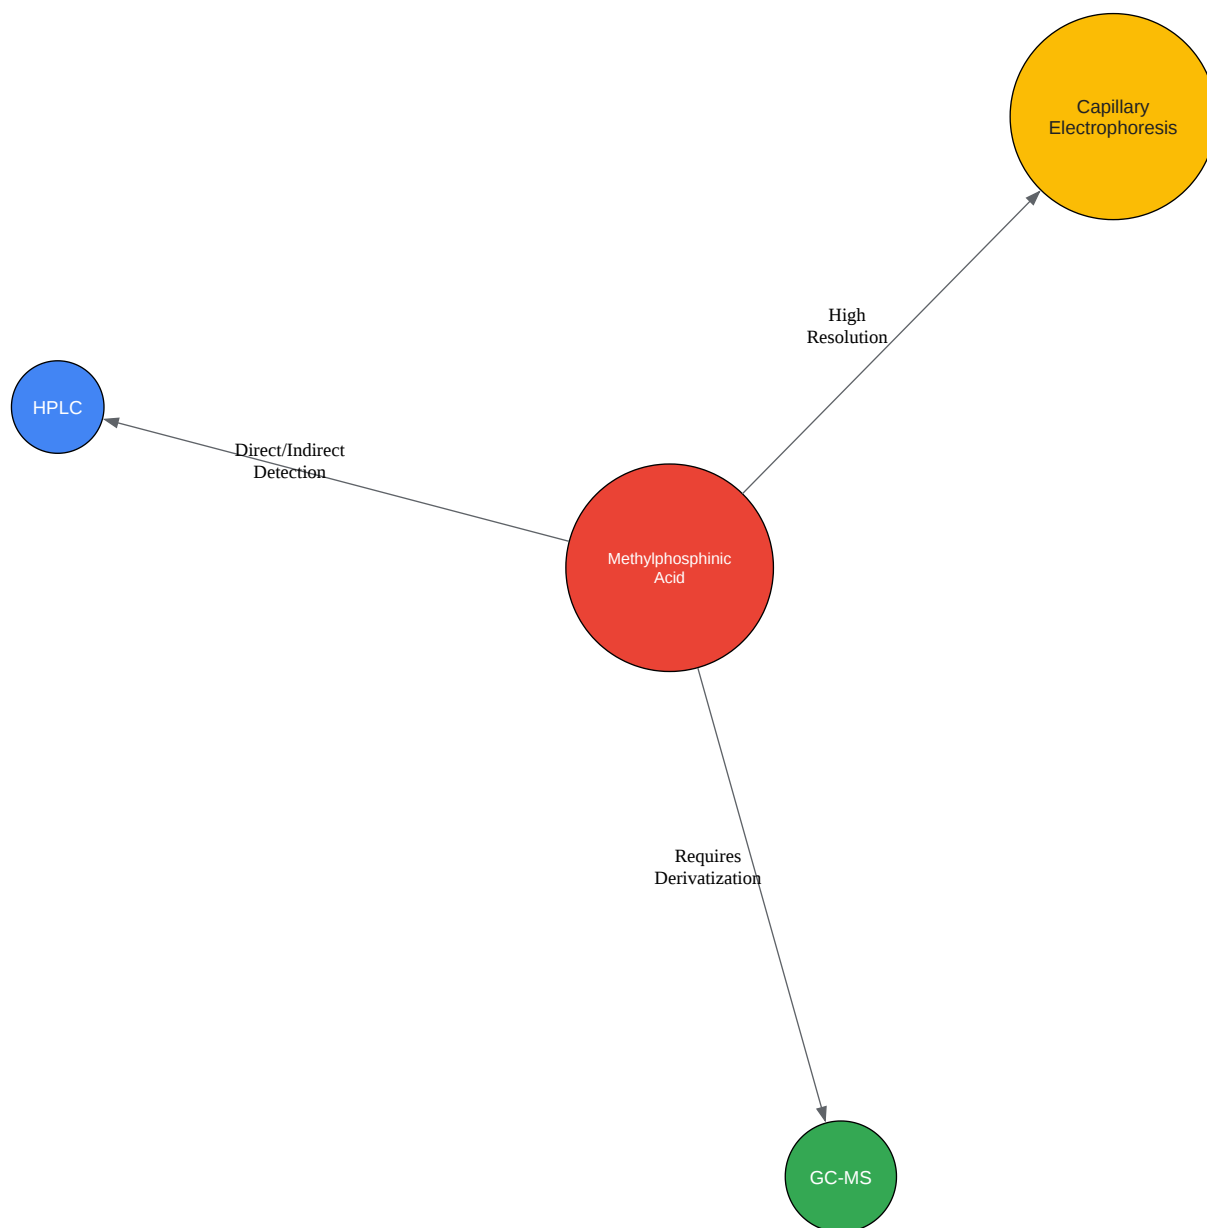 Capillary
Electrophoresis
High
Resolution
HPLC
Direct/Indirect
Detection
Methylphosphinic
Acid
Requires
Derivatization
GC-MS